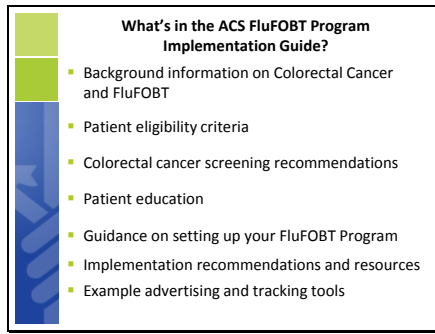 What's in the ACS FluFOBT Program
Implementation Guide?
▪ Background information on Colorectal Cancer
and FluFOBT
▪ Patient eligibility criteria
▪ Colorectal cancer screening recommendations
▪ Patient education
▪ Guidance on setting up your FluFOBT Program
▪ Implementation recommendations and resources
▪ Example advertising and tracking tools